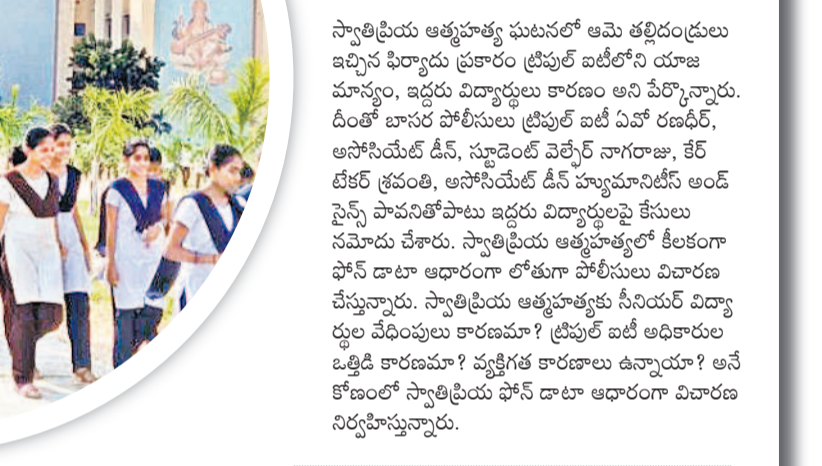 స్వాతిప్రియ ఆత్మహత్య ఘటనలో ఆమె తల్లిదండ్రులు
ఇచ్చిన ఫిర్యాదు ప్రకారం ట్రిపుల్ ఐటీలోని యాజ
మాన్యం, ఇద్దరు విద్యార్థులు కారణం అని పేర్కొన్నారు.
దీంతో బాసర పోలీసులు ట్రిపుల్ ఐటీ ఏవో రణధీర్,
అసోసియేట్ డీన్, స్టూడెంట్ వెల్ఫేర్ నాగరాజు, కేర్
టేకర్ శ్రవంతి, అసోసియేట్ డీన్ హ్యుమానిటీస్ అండ్
సైన్స్ పావనితోపాటు ఇద్దరు విద్యార్థులపై కేసులు
నమోదు చేశారు. స్వాతిప్రియ ఆత్మహత్యలో కీలకంగా
ఫోన్ డాటా ఆధారంగా లోతుగా పోలీసులు విచారణ
చేస్తున్నారు. స్వాతిప్రియ ఆత్మహత్యకు సీనియర్ విద్యా
ర్థుల వేధింపులు కారణమా? ట్రిపుల్ ఐటీ అధికారుల
ఒత్తిడి కారణమా? వ్యక్తిగత కారణాలు ఉన్నాయా? అనే
కోణంలో స్వాతిప్రియ ఫోన్ డాటా ఆధారంగా విచారణ
నిర్వహిస్తున్నారు.